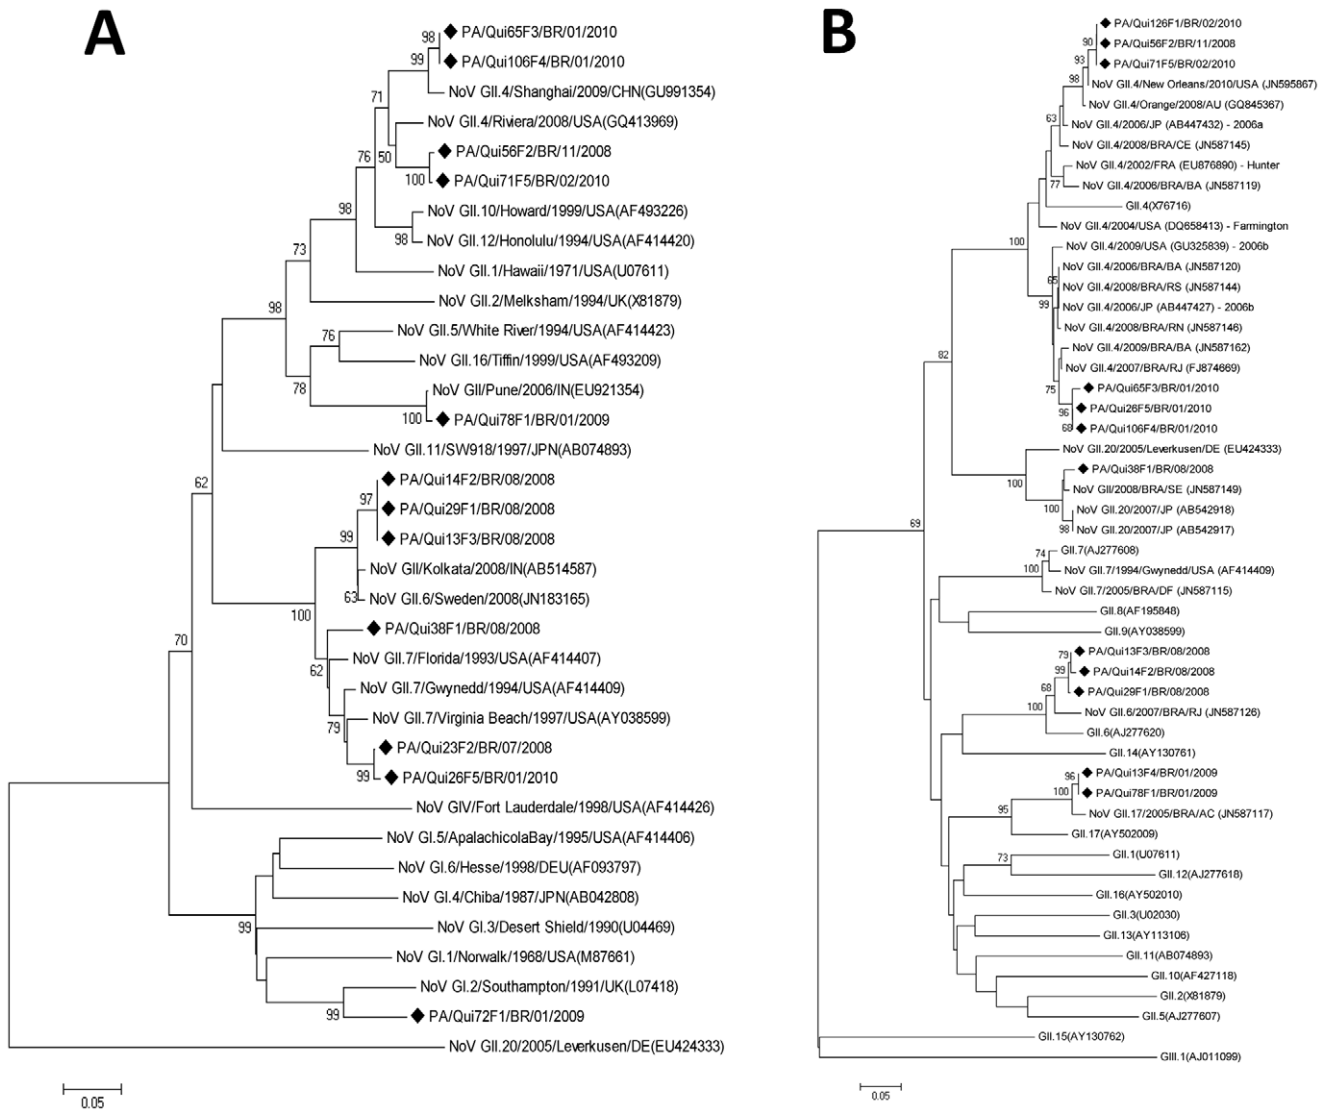 A
98
PA/Qui65F3/BR/01/2010
99
PA/Qui106F4/BR/01/2010
NoV GII.4/Shanghai/2009/CHN(GU991354)
71
NoV GII.4/Riviera/2008/USA(GQ413969)
76
50
PA/Qui56F2/BR/11/2008
100
PA/Qui71F5/BR/02/2010
98
NoV GII.10/Howard/1999/USA(AF493226)
98
NoV GII.12/Honolulu/1994/USA(AF414420)
73
NoV GII.1/Hawaii/1971/USA(U07611)
NoV GII.2/Melksham/1994/UK(X81879)
98
76
NoV GII.5/White River/1994/USA(AF414423)
NoV GII.16/Tiffin/1999/USA(AF493209)
78
NoV GII/Pune/2006/IN(EU921354)
100
PA/Qui78F1/BR/01/2009
NoV GII.11/SW918/1997/JPN(AB074893)
62
PA/Qui14F2/BR/08/2008
97
PA/Qui29F1/BR/08/2008
99
PA/Qui13F3/BR/08/2008
NoV GII/Kolkata/2008/IN(AB514587)
63
NoV GII.6/Sweden/2008(JN183165)
100
PA/Qui38F1/BR/08/2008
70
62
NoV GII.7/Florida/1993/USA(AF414407)
NoV GII.7/Gwynedd/1994/USA(AF414409)
79
NoV GII.7/Virginia Beach/1997/USA(AY038599)
PA/Qui23F2/BR/07/2008
99
PA/Qui26F5/BR/01/2010
NoV GIV/Fort Lauderdale/1998/USA(AF414426)
NoV GI.5/ApalachicolaBay/1995/USA(AF414406)
NoV GI.6/Hesse/1998/DEU(AF093797)
NoV GI.4/Chiba/1987/JPN(AB042808)
99
NoV GI.3/Desert Shield/1990(U04469)
NoV GI.1/Norwalk/1968/USA(M87661)
NoV GI.2/Southampton/1991/UK(L07418)
99
PA/Qui72F1/BR/01/2009
NoV GII.20/2005/Leverkusen/DE(EU424333)
0.05
B
PA/Qui126F1/BR/02/2010
90
PA/Qui56F2/BR/11/2008
93
PA/Qui71F5/BR/02/2010
98
NoV GII.4/New Orleans/2010/USA (JN595867)
NoV GII.4/Orange/2008/AU (GQ845367)
63
NoV GII.4/2006/JP (AB447432) - 2006a
NoV GII.4/2008/BRA/CE (JN587145)
NoV GII.4/2002/FRA (EU876890) - Hunter
77
NoV GII.4/2006/BRA/BA (JN587119)
GII.4(X76716)
NoV GII.4/2004/USA (DQ658413) - Farmington
100
NoV GII.4/2009/USA (GU325839) - 2006b
NoV GII.4/2006/BRA/BA (JN587120)
65
NoV GII.4/2008/BRA/RS (JN587144)
99
NoV GII.4/2006/JP (AB447427) - 2006b
NoV GII.4/2008/BRA/RN (JN587146)
NoV GII.4/2009/BRA/BA (JN587162)
82
NoV GII.4/2007/BRA/RJ (FJ874669)
75
PA/Qui65F3/BR/01/2010
96
PA/Qui26F5/BR/01/2010
68
PA/Qui106F4/BR/01/2010
NoV GII.20/2005/Leverkusen/DE (EU424333)
PA/Qui38F1/BR/08/2008
100
NoV GII/2008/BRA/SE (JN587149)
100
NoV GII.20/2007/JP (AB542918)
98
NoV GII.20/2007/JP (AB542917)
69
74
GII.7(AJ277608)
100
NoV GII.7/1994/Gwynedd/USA (AF414409)
NoV GII.7/2005/BRA/DF (JN587115)
GII.8(AF195848)
GII.9(AY038599)
79
PA/Qui13F3/BR/08/2008
99
PA/Qui14F2/BR/08/2008
68
PA/Qui29F1/BR/08/2008
100
NoV GII.6/2007/BRA/RJ (JN587126)
GII.6(AJ277620)
GII.14(AY130761)
96
PA/Qui13F4/BR/01/2009
100
PA/Qui78F1/BR/01/2009
95
NoV GII.17/2005/BRA/AC (JN587117)
GII.17(AY502009)
73
GII.1(U07611)
GII.12(AJ277618)
GII.16(AY502010)
GII.3(U02030)
GII.13(AY113106)
GII.11(AB074893)
GII.10(AF427118)
GII.2(X81879)
GII.5(AJ277607)
GII.15(AY130762)
GIII.1(AJ011099)
0.05